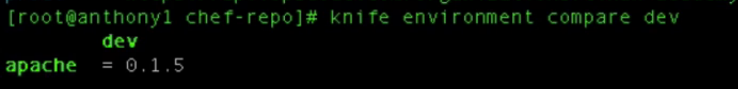 [root@anthony1 chef-repo]# knife environment compare dev
dev
apache = 0.1.5